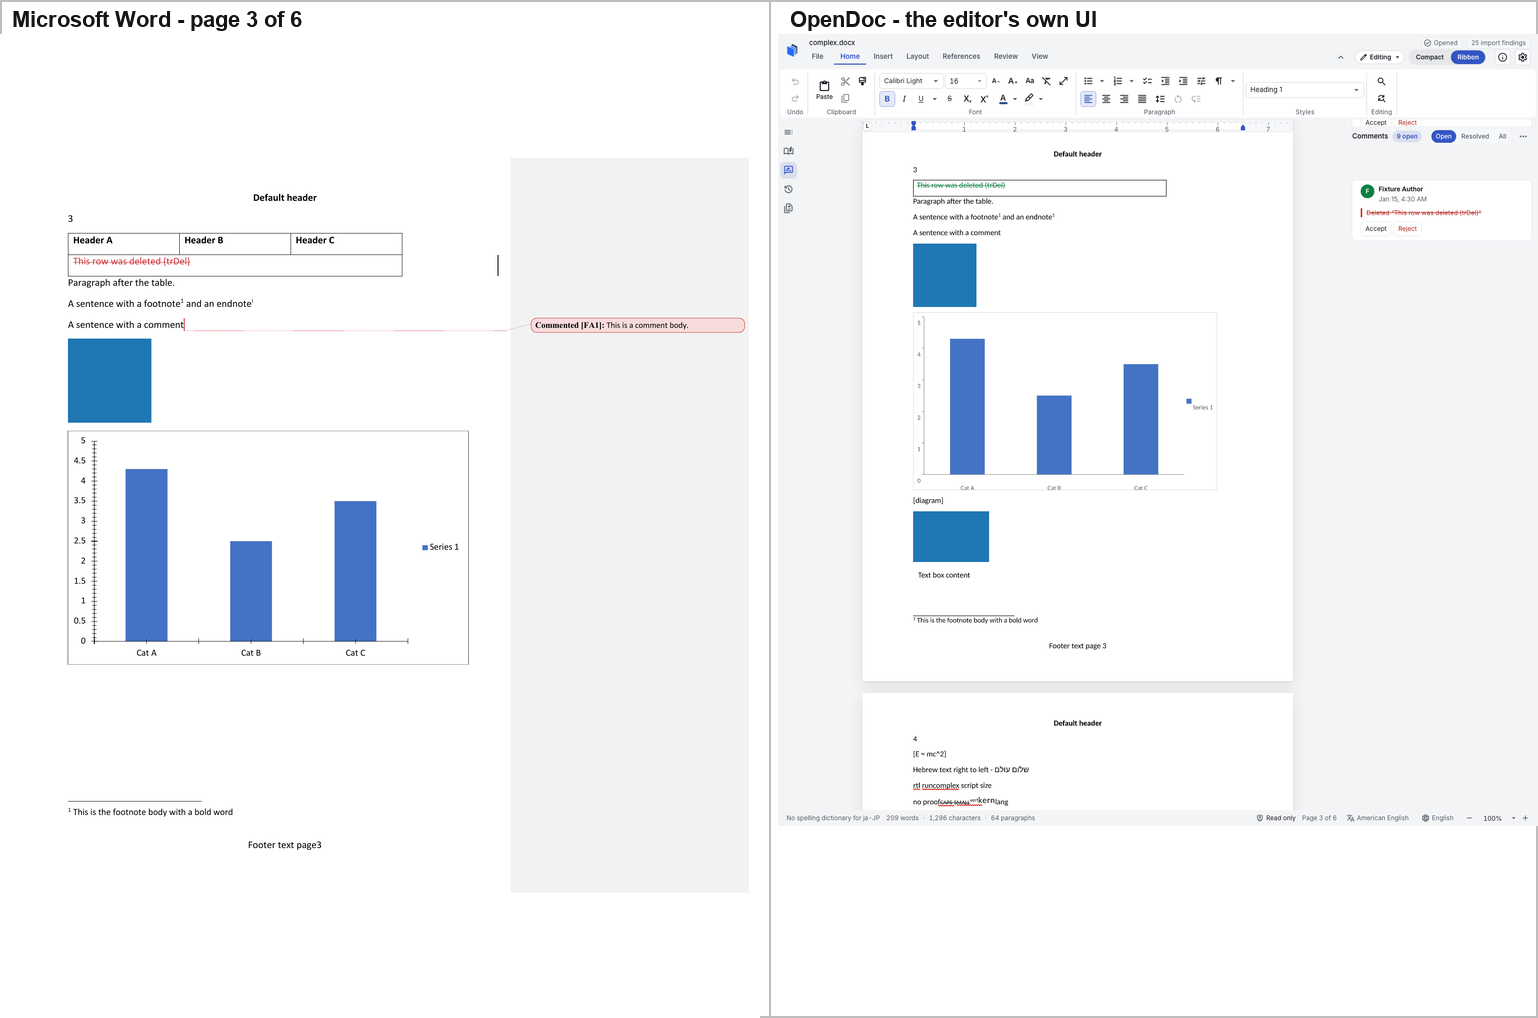 Microsoft Word - page 3 of 6
Default header
3
Header A Header B Header C
This row was deleted (trDel)
Paragraph after the table.
A sentence with a footnote1 and an endnotei
A sentence with a comment
Commented [FA1]: This is a comment body.
5
4.5
4
3.5
3
2.5
2
1.5
1
0.5
0
Cat A Cat B Cat C
Series 1
1 This is the footnote body with a bold word
Footer text page3
OpenDoc - the editor's own UI
complex.docx
Opened 25 import findings
File Home Insert Layout References Review View
Editing Compact Ribbon
Paste
Calibri Light 16
A- A+ Aa
B I U S X₂ X² A
Heading 1
Undo Clipboard Font Paragraph Styles Editing
L 1 2 3 4 5 6 7
Accept Reject
Comments 9 open Open Resolved All
F Fixture Author
Jan 15, 4:30 AM
Deleted "This row was deleted (trDel)"
Accept Reject
Default header
3
This row was deleted (trDel)
Paragraph after the table.
A sentence with a footnote1 and an endnote1
A sentence with a comment
5
4
3
2
1
0
Cat A Cat B Cat C
Series 1
[diagram]
Text box content
1 This is the footnote body with a bold word
Footer text page 3
Default header
4
[E = mc^2]
Hebrew text right to left - שלום עולם
rtl runcomplex script size
no proof kern lang
No spelling dictionary for ja-JP 209 words · 1,296 characters · 64 paragraphs
Read only Page 3 of 6 American English English − 100% +